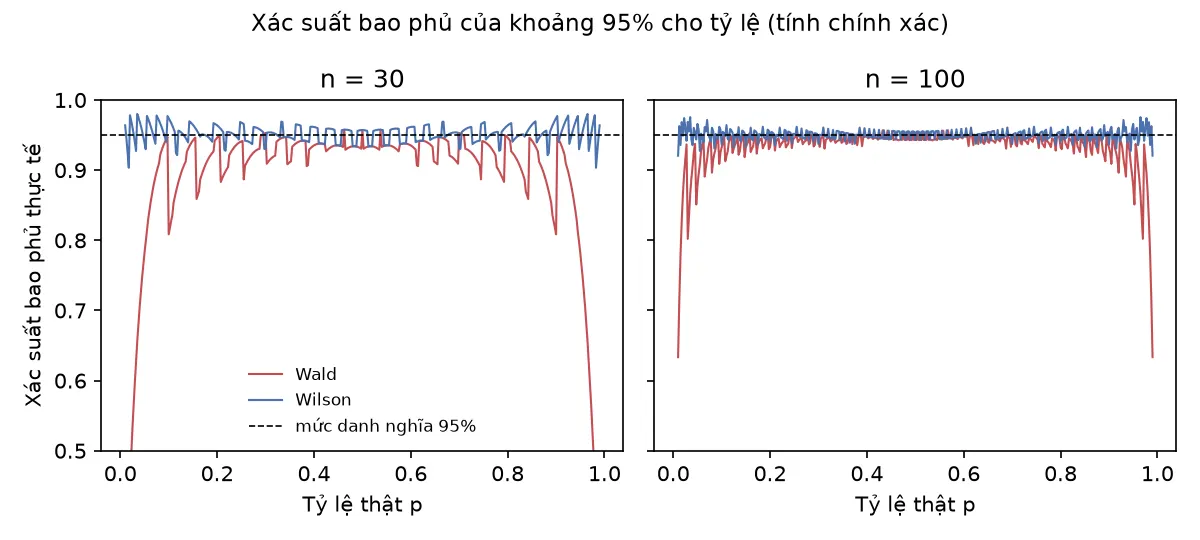 Xác suất bao phủ của khoảng 95% cho tỷ lệ (tính chính xác)
n = 30
n = 100
Xác suất bao phủ thực tế
1.0
0.9
0.8
0.7
0.6
0.5
Wald
Wilson
mức danh nghĩa 95%
0.0 0.2 0.4 0.6 0.8 1.0
0.0 0.2 0.4 0.6 0.8 1.0
Tỷ lệ thật p
Tỷ lệ thật p